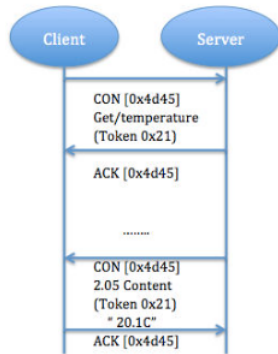 Client
Server
CON [0x4d45]
Get/temperature
(Token 0x21)
ACK [0x4d45]
........
CON [0x4d45]
2.05 Content
(Token 0x21)
“ 20.1C”
ACK [0x4d45]